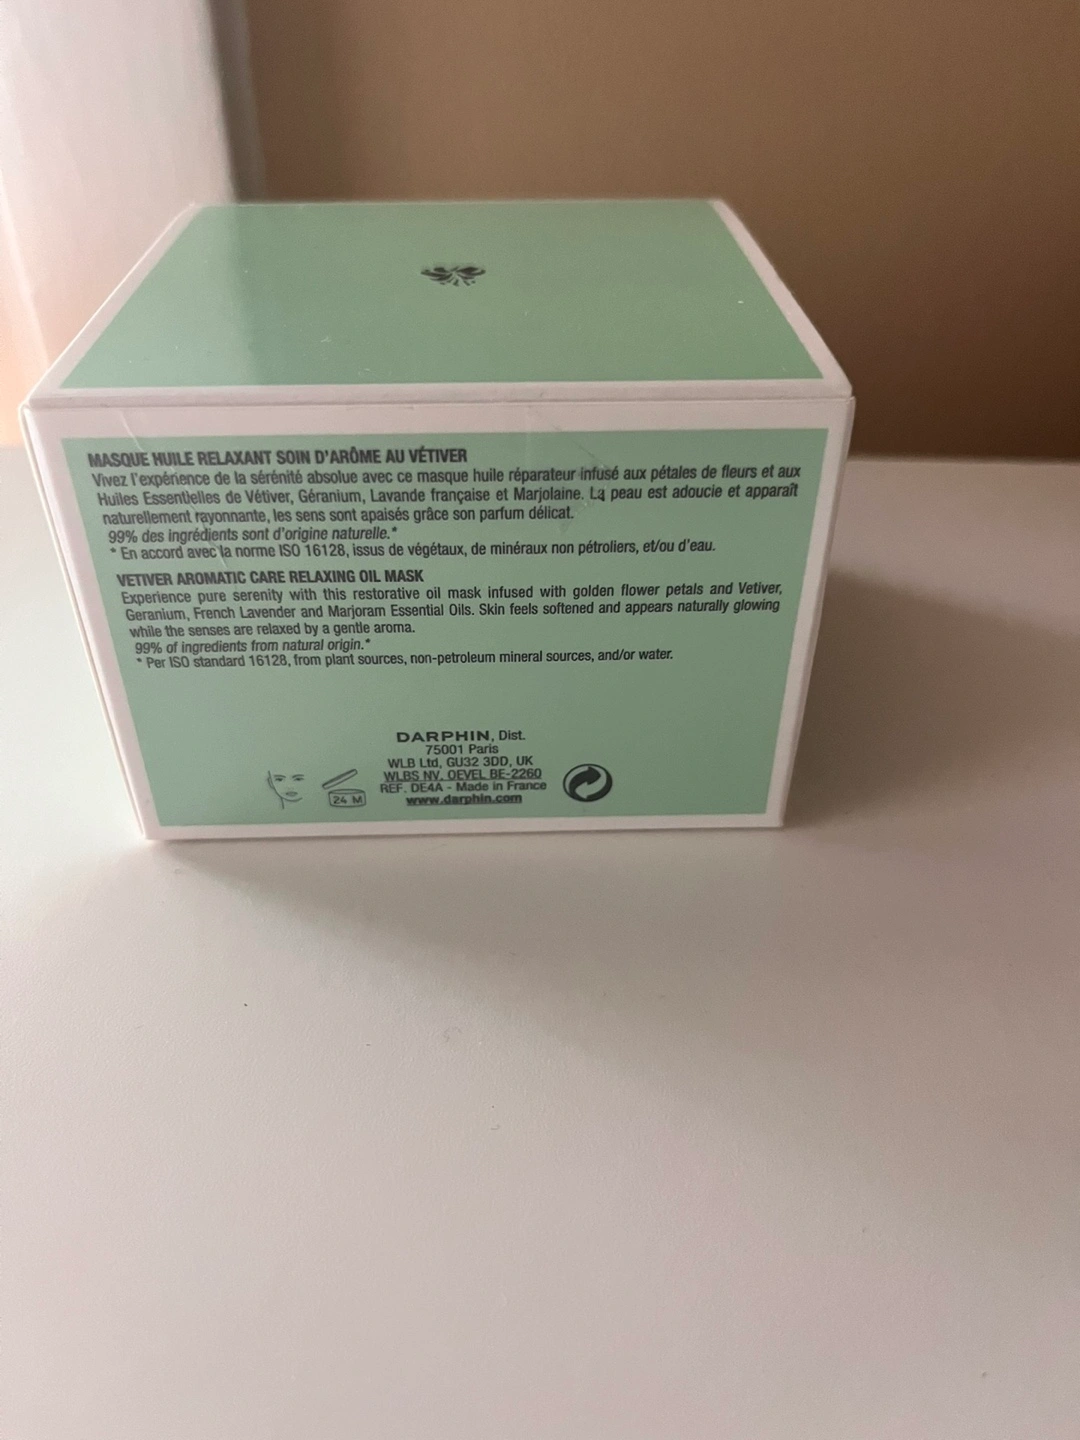 MASQUE HUILE RELAXANT SOIN D'ARÔME AU VÉTIVER
Vivez l'expérience de la sérénité absolue avec ce masque huile réparateur infusé aux pétales de fleurs et aux
Huiles Essentielles de Vétiver, Géranium, Lavande française et Marjolaine. La peau est adoucie et apparaît
naturellement rayonnante, les sens sont apaisés grâce son parfum délicat.
99% des ingrédients sont d'origine naturelle.*
* En accord avec la norme ISO 16128, issus de végétaux, de minéraux non pétroliers, et/ou d'eau.
VETIVER AROMATIC CARE RELAXING OIL MASK
Experience pure serenity with this restorative oil mask infused with golden flower petals and Vetiver,
Geranium, French Lavender and Marjoram Essential Oils. Skin feels softened and appears naturally glowing
while the senses are relaxed by a gentle aroma.
99% of ingredients from natural origin.*
* Per ISO standard 16128, from plant sources, non-petroleum mineral sources, and/or water.
DARPHIN, Dist.
75001 Paris
WLB Ltd, GU32 3DD, UK
WLBS NV. OEVEL BE-2260
REF. DE4A - Made in France
www.darphin.com
24 M